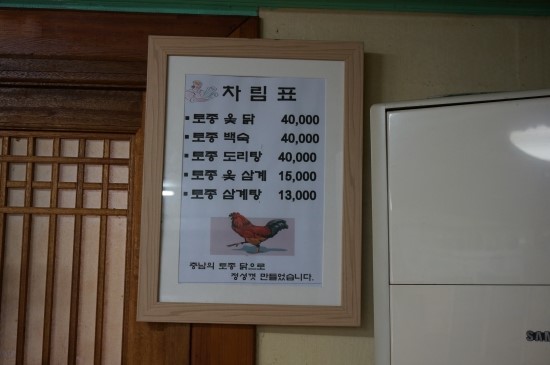 차림표
▪ 토종 옻 닭 40,000
▪ 토종 백숙 40,000
▪ 토종 도리탕 40,000
▪ 토종 옻 삼계 15,000
▪ 토종 삼계탕 13,000
충남의 토종 닭으로
정성껏 만들었습니다.
SAMS